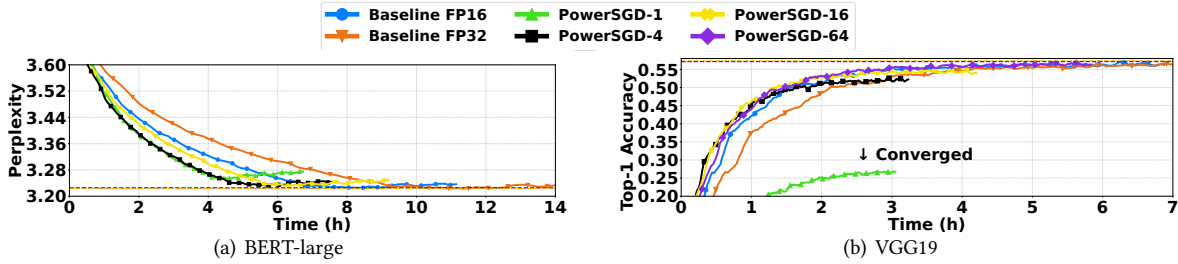 Baseline FP16 PowerSGD-1 PowerSGD-16
Baseline FP32 PowerSGD-4 PowerSGD-64
3.60
3.52
3.44
3.36
3.28
3.20
Perplexity
0 2 4 6 8 10 12 14
Time (h)
(a) BERT-large
0.55
0.50
0.45
0.40
0.35
0.30
0.25
0.20
Top-1 Accuracy
↓ Converged
0 1 2 3 4 5 6 7
Time (h)
(b) VGG19